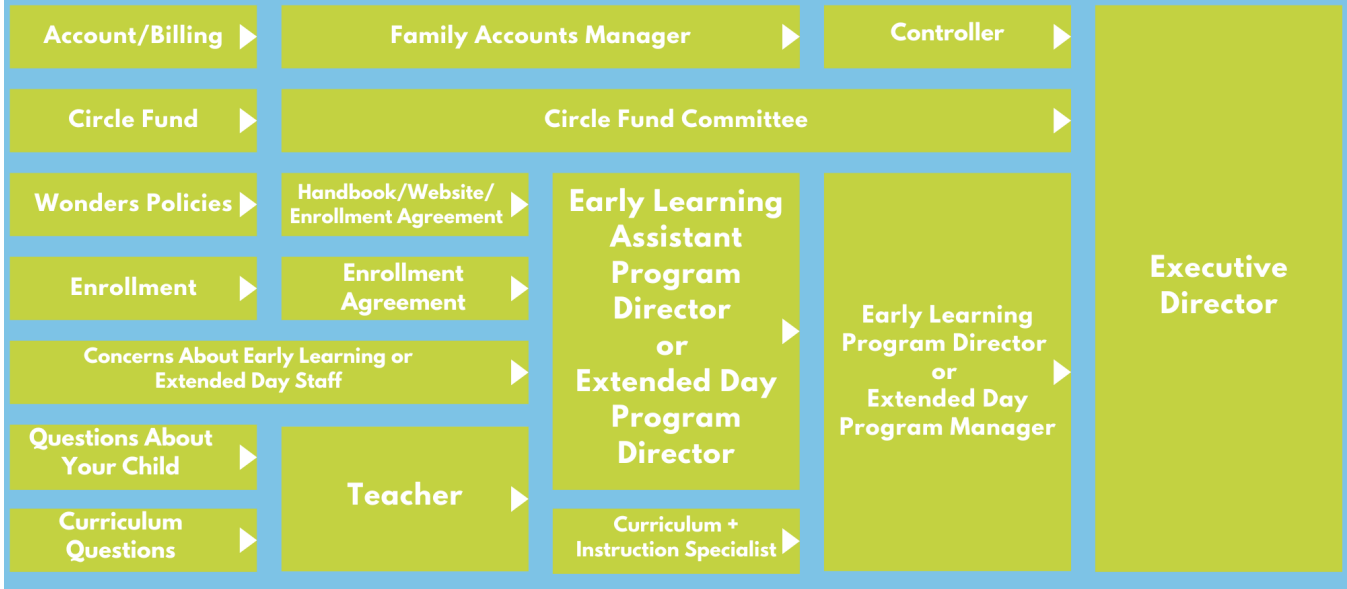 Account/Billing
Family Accounts Manager
Controller
Circle Fund
Circle Fund Committee
Wonders Policies
Handbook/Website/
Enrollment Agreement
Enrollment
Enrollment
Agreement
Concerns About Early Learning or
Extended Day Staff
Questions About
Your Child
Curriculum
Questions
Teacher
Early Learning
Assistant
Program
Director
or
Extended Day
Program
Director
Curriculum +
Instruction Specialist
Early Learning
Program Director
or
Extended Day
Program Manager
Executive
Director